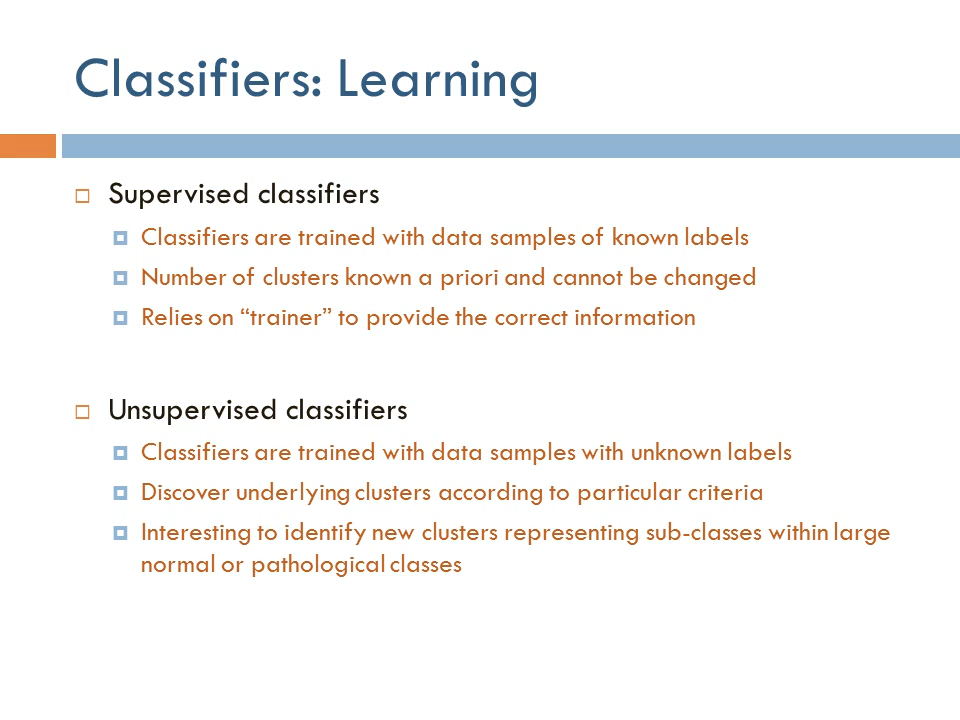 Classifiers: Learning
Supervised classifiers
Classifiers are trained with data samples of known labels
Number of clusters known a priori and cannot be changed
Relies on “trainer” to provide the correct information
Unsupervised classifiers
Classifiers are trained with data samples with unknown labels
Discover underlying clusters according to particular criteria
Interesting to identify new clusters representing sub-classes within large
normal or pathological classes